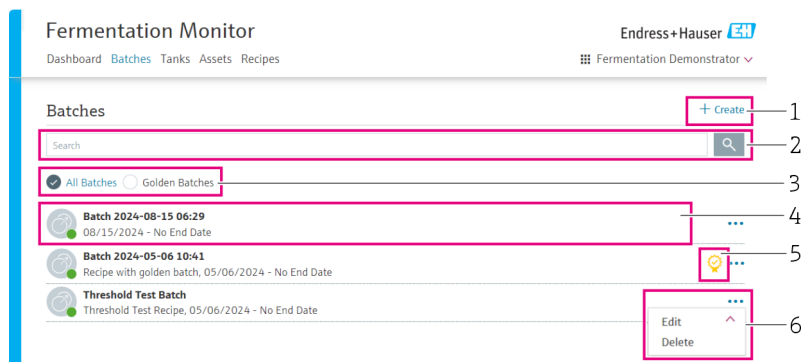 Fermentation Monitor
Endress+Hauser EH
Dashboard Batches Tanks Assets Recipes
Fermentation Demonstrator
Batches
+ Create
1
Search
2
All Batches Golden Batches
3
Batch 2024-08-15 06:29
08/15/2024 - No End Date
4
Batch 2024-05-06 10:41
Recipe with golden batch, 05/06/2024 - No End Date
5
Threshold Test Batch
Threshold Test Recipe, 05/06/2024 - No End Date
Edit
6
Delete